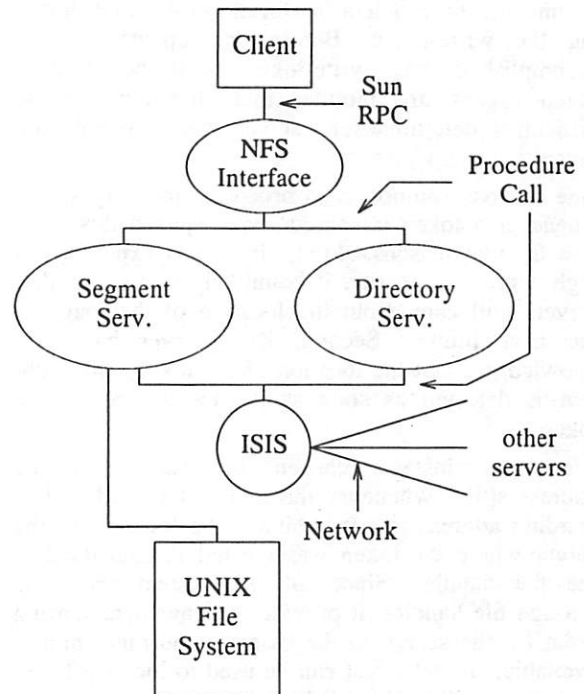 Client
Sun
RPC
NFS
Interface
Procedure
Call
Segment
Serv.
Directory
Serv.
ISIS
other
servers
Network
UNIX
File
System